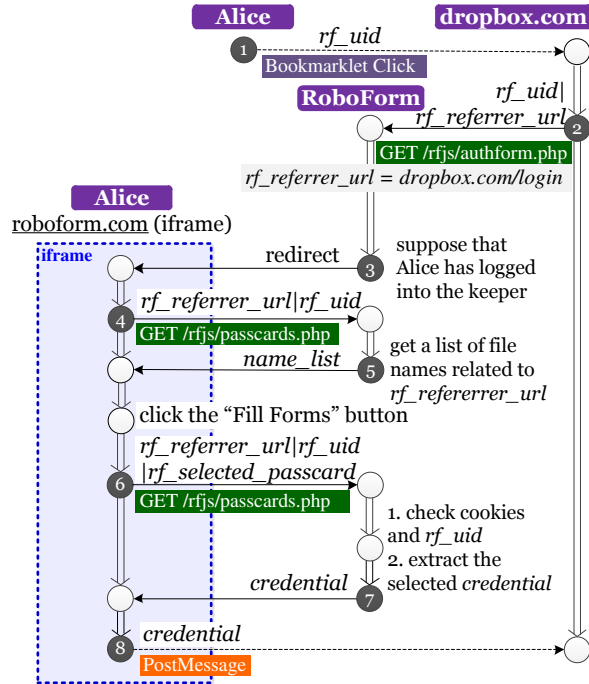 Alice
dropbox.com
1
rf_uid
Bookmarklet Click
rf_uid|
RoboForm
rf_referrer_url
2
GET /rfjs/authform.php
rf_referrer_url = dropbox.com/login
Alice
roboform.com (iframe)
iframe
redirect
3
suppose that
Alice has logged
into the keeper
rf_referrer_url|rf_uid
4
GET /rfjs/passcards.php
name_list
5
get a list of file
names related to
rf_refererrer_url
click the “Fill Forms” button
rf_referrer_url|rf_uid
|rf_selected_passcard
6
GET /rfjs/passcards.php
1. check cookies
and rf_uid
2. extract the
selected credential
credential
7
credential
8
PostMessage